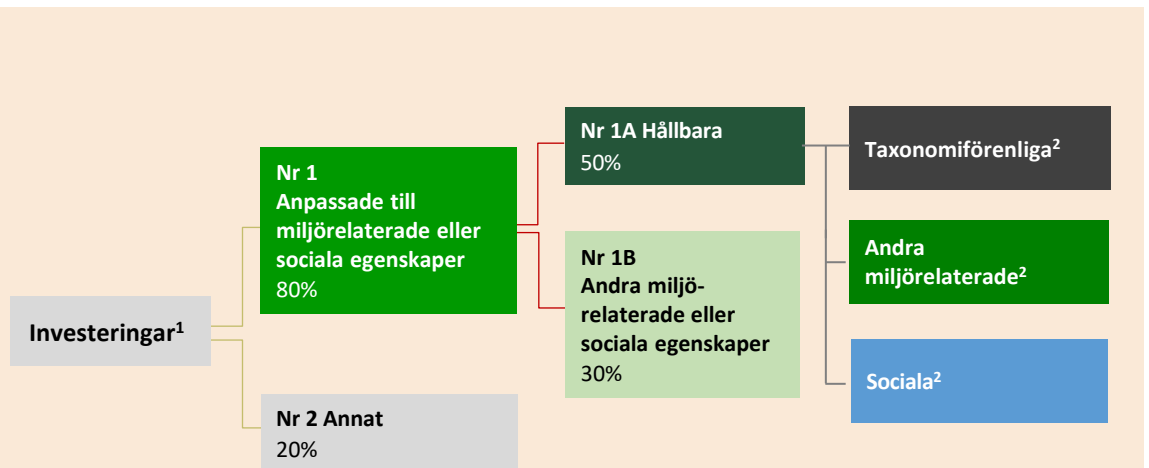 Investeringar¹
Nr 1
Anpassade till
miljörelaterade eller
sociala egenskaper
80%
Nr 2 Annat
20%
Nr 1A Hållbara
50%
Nr 1B
Andra miljö-
relaterade eller
sociala egenskaper
30%
Taxonomiförenliga²
Andra
miljörelaterade²
Sociala²